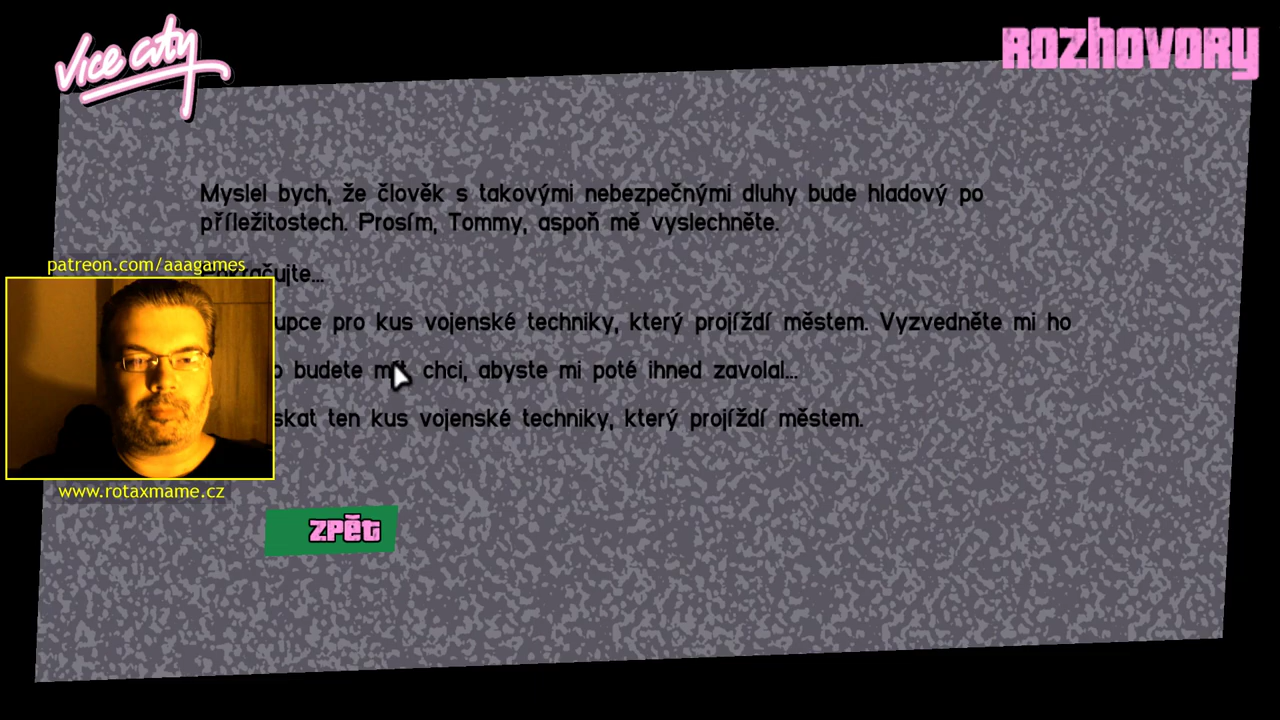 Vice City
Rozhovory
Myslel bych, že člověk s takovými nebezpečnými dluhy bude hladový po
příležitostech. Prosím, Tommy, aspoň mě vyslechněte.
patreon.com/aaagames
upce pro kus vojenské techniky, který projíždí městem. Vyzvedněte mi ho
budete chci, abyste mi poté ihned zavolal...
skat ten kus vojenské techniky, který projíždí městem.
www.rotaxmame.cz
Zpět